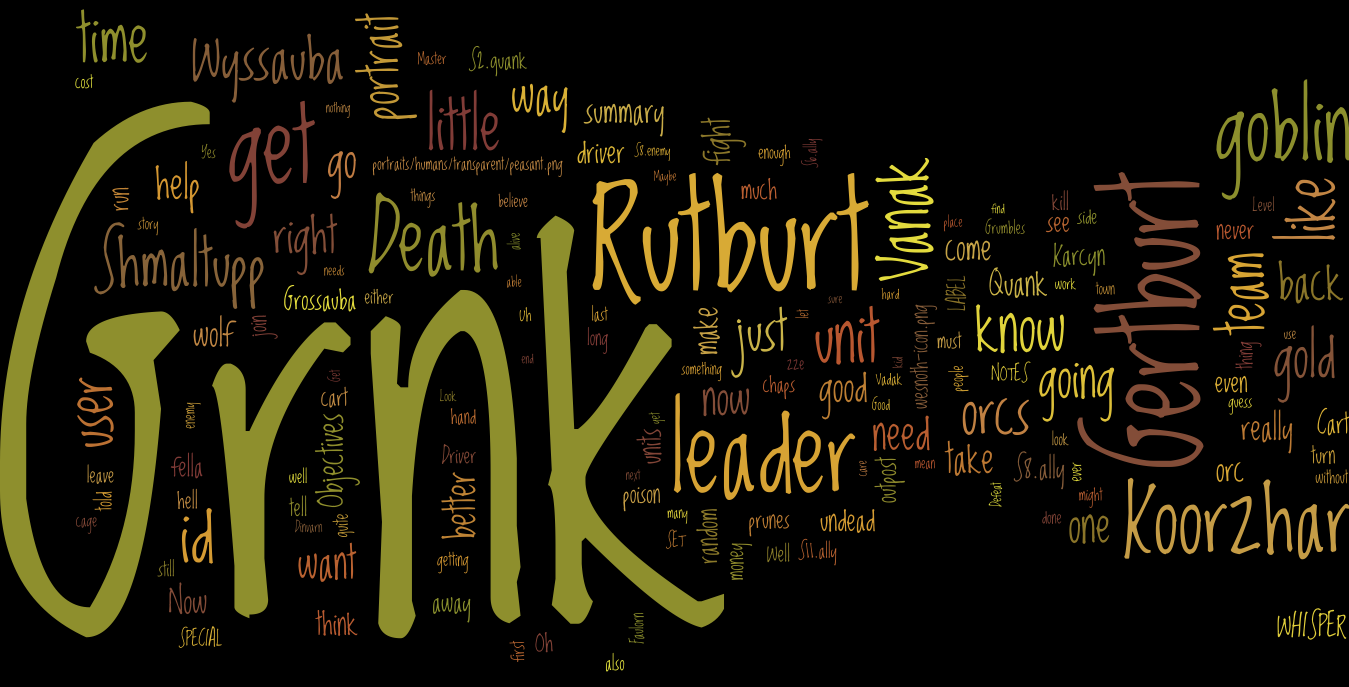 time
cost
Wyssauba
portrait
Master
S2.quank
nothing
little
way
summary
get
go
Yes
help
run
story
portraits/humans/transparent/peasant.png
driver
S8.enemy
fight
enough
S6.ally
Maybe
much
things
believe
Death
alive
Shmaltupp
right
needs
Grossauba
either
able
Uh
Rutburt
Vanak
place
find
Grumbles
kill
see
side
come
Karcyn
goblin
Level
never
like
Gertburt
team
back
Grnk
wolf
join
last
long
end
make
just
sure
let
hard
unit
LABEL
Quank
work
town
know
must
people
NOTES
going
something
22e
chaps
now
good
kid
Vadak
Good
wesnoth-icon.png
use
thing
gold
even
guess
user
enemy
Get
Cart
Look
hand
Objectives
Driver
better
getting
leave
told
Cage
fella
hell
well
tell
Dinvarn
quite
id
want
still
Now
SPECIAL
think
away
first
Oh
also
Faulorn
units
yet
next
poison
many
SET
random
money
leader
prunes
undead
Well
S11.ally
care
outpost
need
mean
take
orcs
look
S8.ally
ever
Defeat
might
done
one
really
Cart
turn
without
orc
Koorzhar
WHISPER